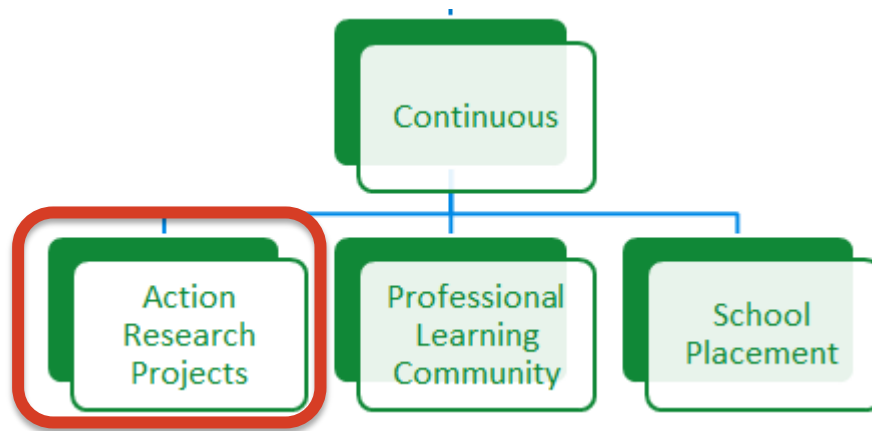 Continuous
Action
Research
Projects
Professional
Learning
Community
School
Placement